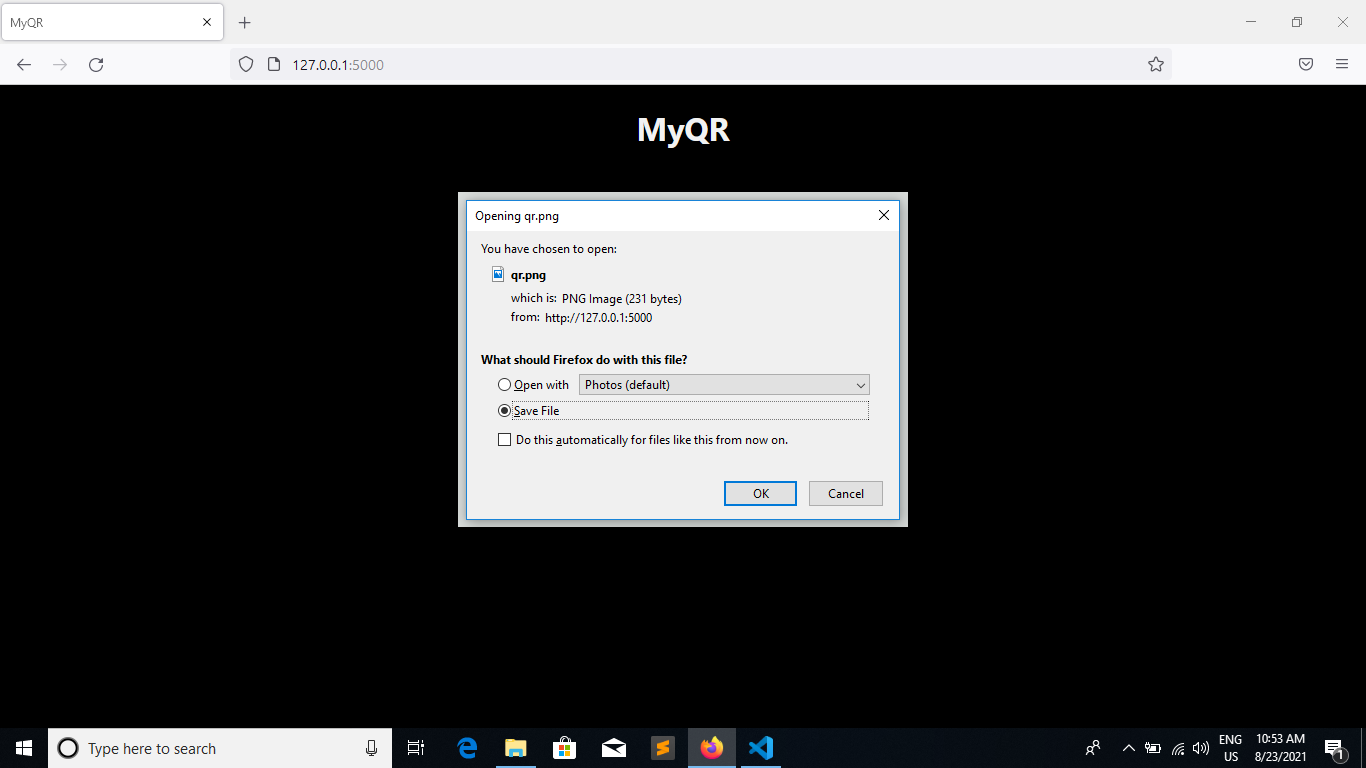 MyQR
127.0.0.1:5000
MyQR
Opening qr.png
You have chosen to open:
qr.png
which is: PNG Image (231 bytes)
from: http://127.0.0.1:5000
What should Firefox do with this file?
Open with Photos (default)
Save File
Do this automatically for files like this from now on.
OK Cancel
Type here to search
ENG
US
10:53 AM
8/23/2021
1